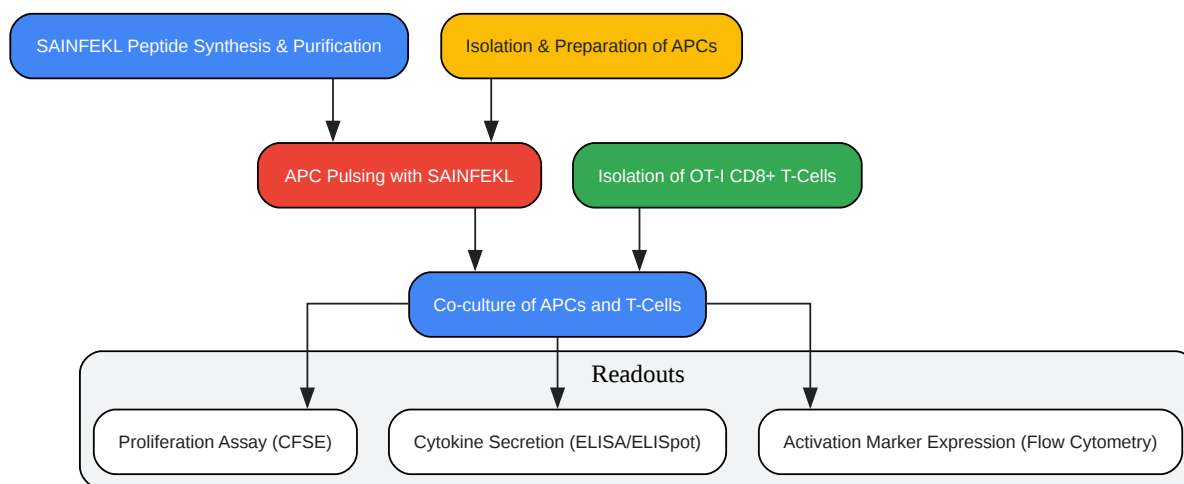 SAINFEKL Peptide Synthesis & Purification
Isolation & Preparation of APCs
APC Pulsing with SAINFEKL
Isolation of OT-I CD8+ T-Cells
Co-culture of APCs and T-Cells
Readouts
Proliferation Assay (CFSE)
Cytokine Secretion (ELISA/ELISpot)
Activation Marker Expression (Flow Cytometry)